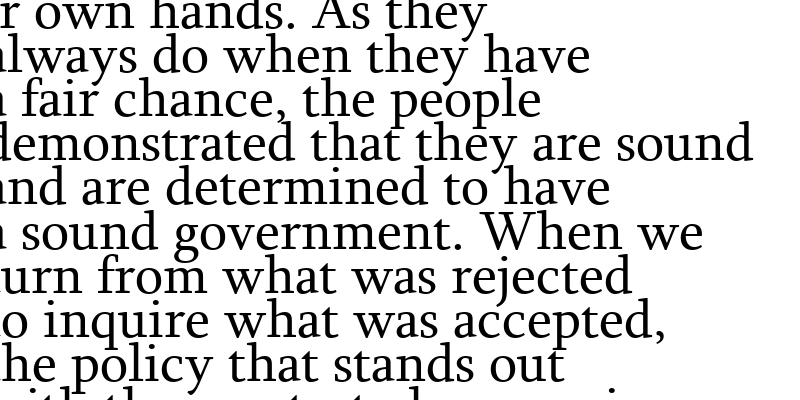 r own hands. As they
always do when they have
a fair chance, the people
demonstrated that they are sound
and are determined to have
a sound government. When we
turn from what was rejected
to inquire what was accepted,
the policy that stands out